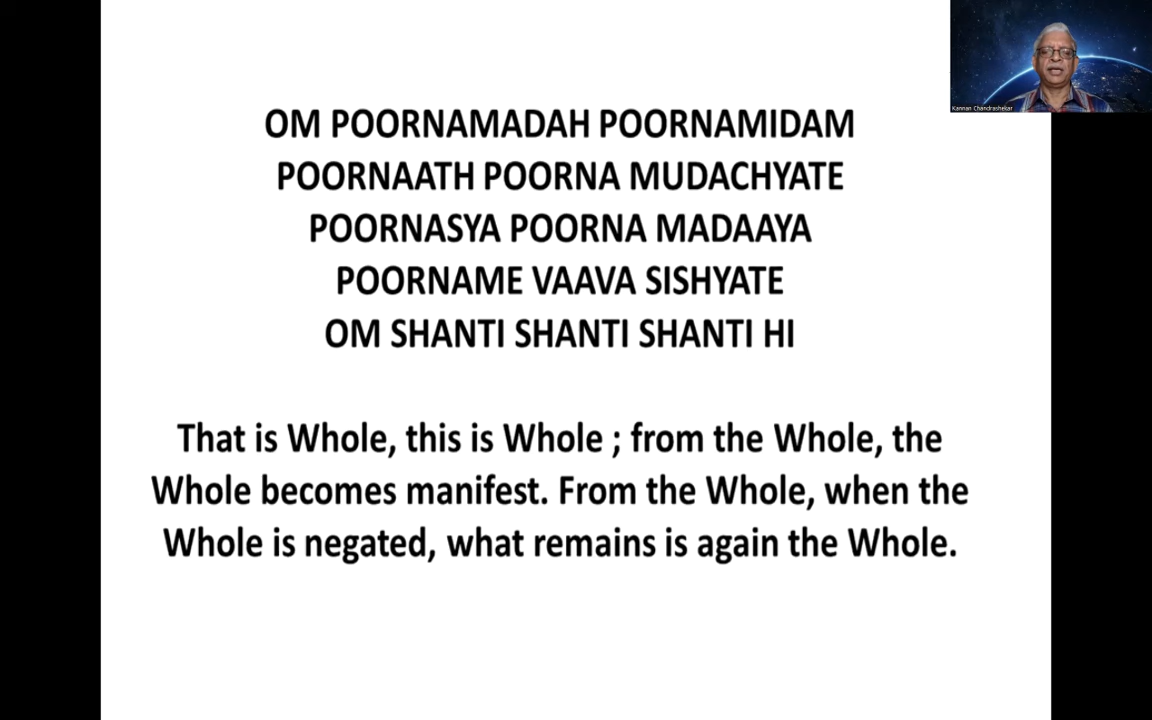 Kannan Chandrashekar
OM POORNAMADAH POORNAMIDAM
POORNAATH POORNA MUDACHYATE
POORNASYA POORNA MADAAYA
POORNAME VAAVA SISHYATE
OM SHANTI SHANTI SHANTI HI
That is Whole, this is Whole ; from the Whole, the
Whole becomes manifest. From the Whole, when the
Whole is negated, what remains is again the Whole.